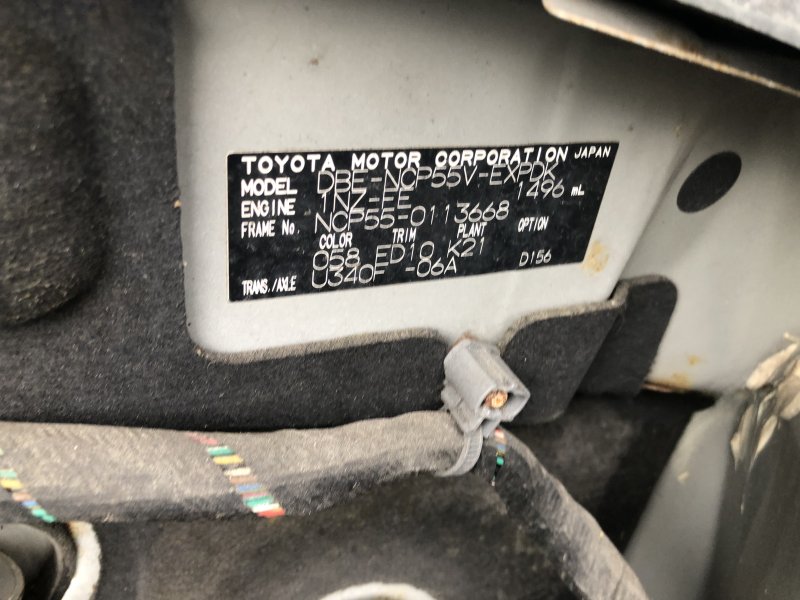 TOYOTA MOTOR CORPORATION JAPAN
MODEL DBE-NCP55V-EXPDK
ENGINE 1NZ-FE 1496 mL
FRAME No. NCP55-0113668
COLOR TRIM PLANT OPTION
058 ED10 K21
TRANS./AXLE U340F -06A D156